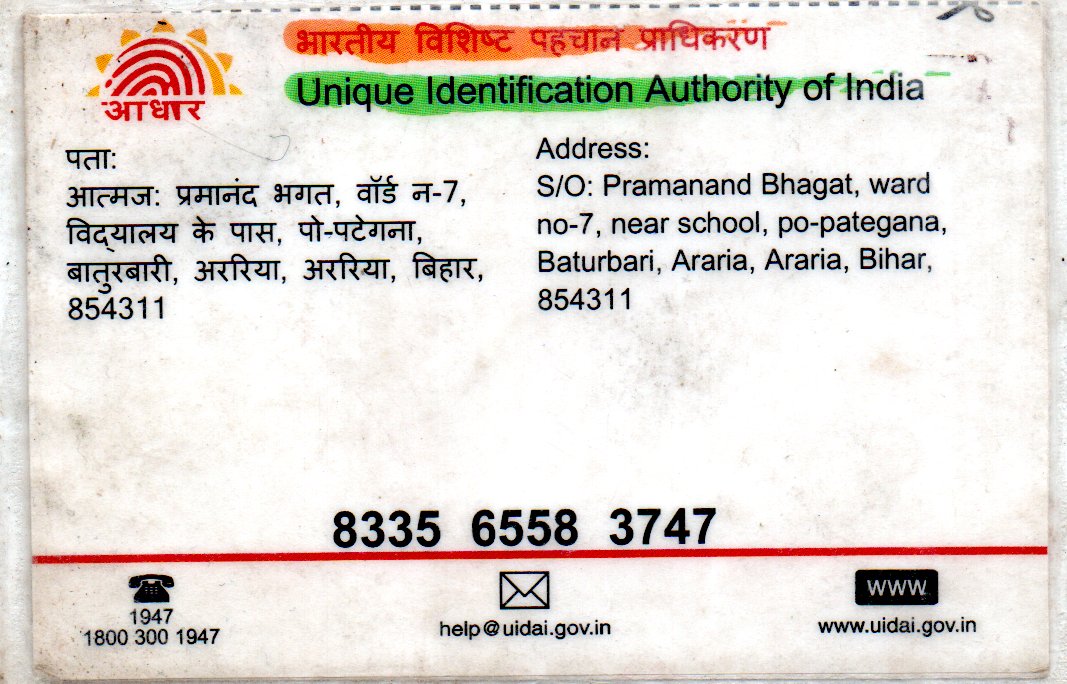 भारतीय विशिष्ट पहचान प्राधिकरण
Unique Identification Authority of India
आधार
पता:
आत्मज: प्रमानंद भगत, वॉर्ड न-7,
विद्यालय के पास, पो-पटेगना,
बातुरबारी, अररिया, अररिया, बिहार,
854311
Address:
S/O: Pramanand Bhagat, ward
no-7, near school, po-pategana,
Baturbari, Araria, Araria, Bihar,
854311
8335 6558 3747
1947
1800 300 1947
help@uidai.gov.in
WWW
www.uidai.gov.in